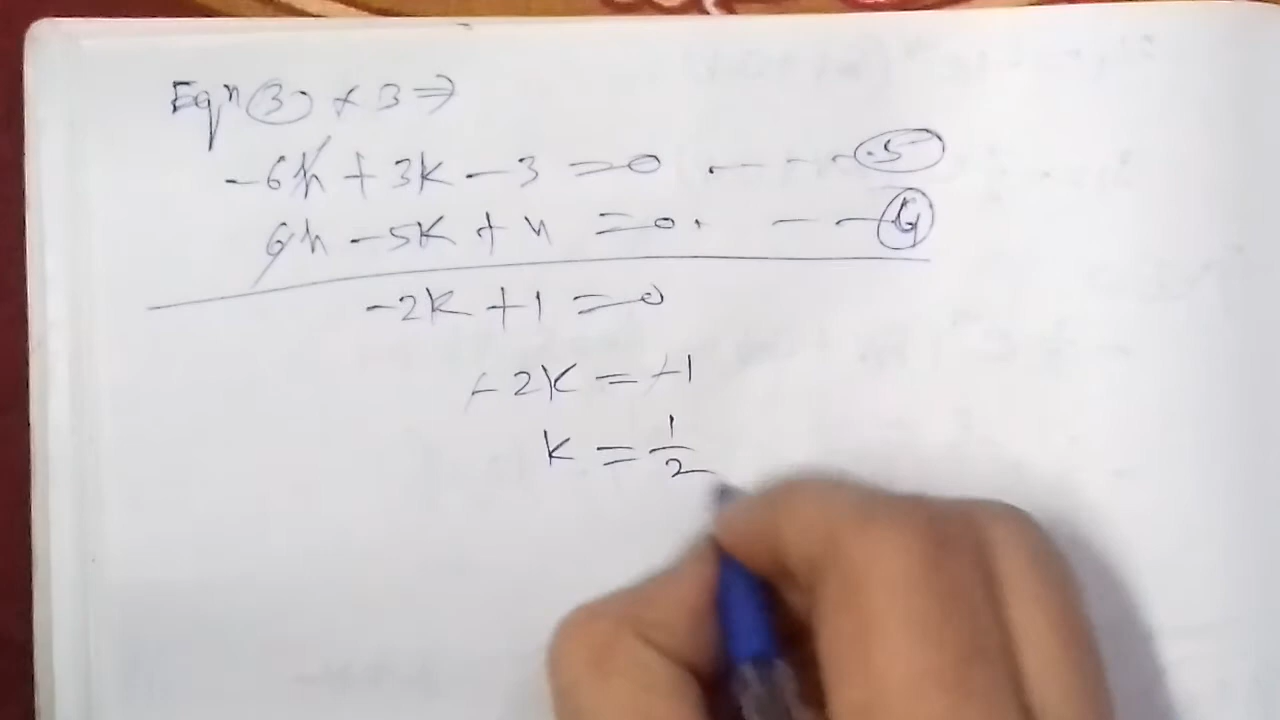 Eqⁿ (3) × 3 ⇒
-6h + 3k - 3 = 0 . - - - (5)
6h - 5k + 4 = 0. - - (4)
-2k + 1 = 0
-2k = -1
k = 1/2